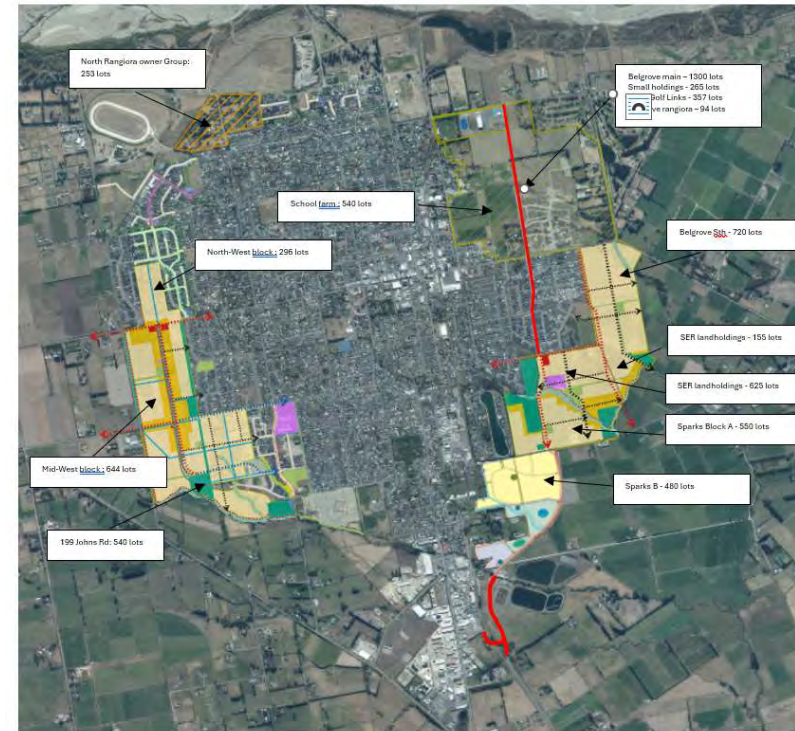 North Rangiora owner Group:
253 lots
Belgrove main – 1300 lots
Small holdings - 265 lots
Golf Links - 357 lots
ve rangiora – 94 lots
School farm : 540 lots
Belgrove Sth - 720 lots
North-West block : 296 lots
SER landholdings - 155 lots
SER landholdings - 625 lots
Sparks Block A - 550 lots
Mid-West block : 644 lots
Sparks B - 480 lots
199 Johns Rd: 540 lots